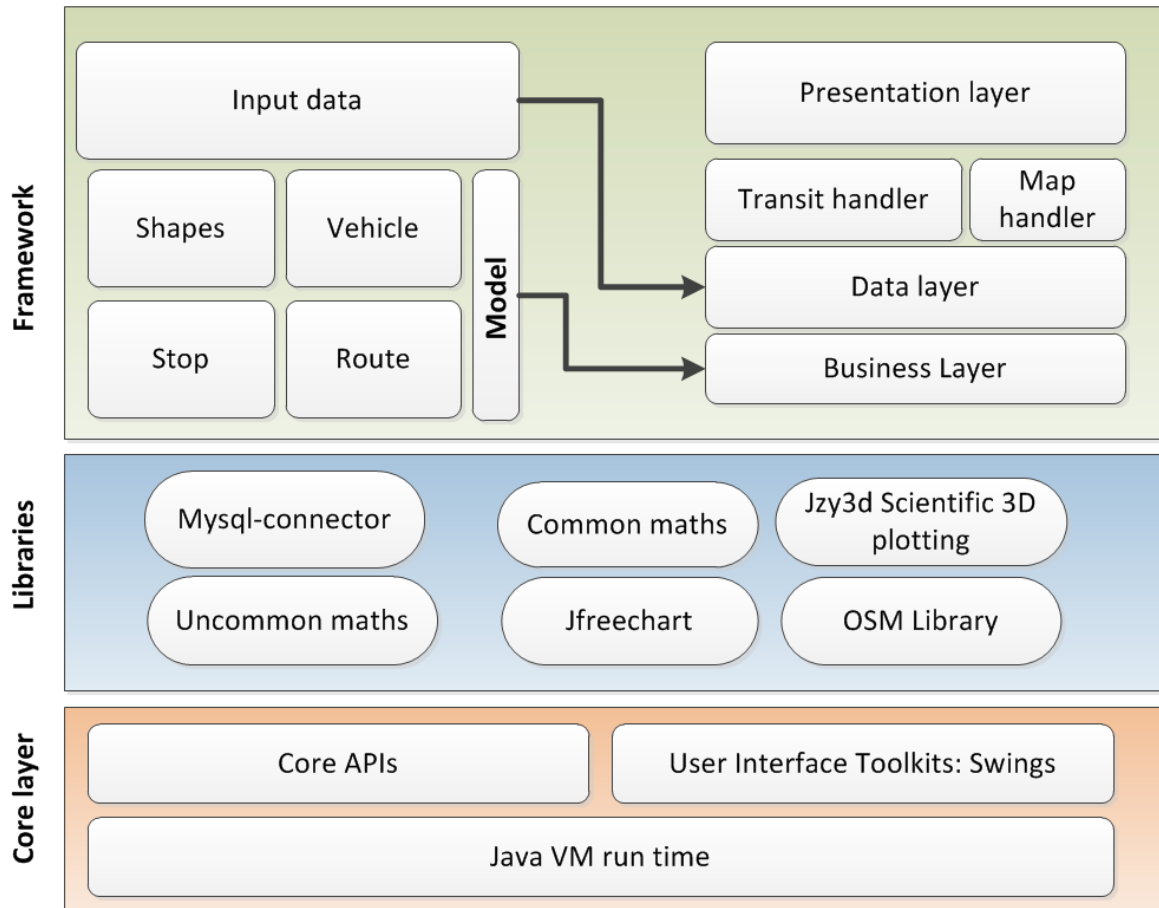 Framework
Input data
Shapes
Vehicle
Stop
Route
Model
Presentation layer
Transit handler
Map
handler
Data layer
Business Layer
Libraries
Mysql-connector
Common maths
Jzy3d Scientific 3D
plotting
Uncommon maths
Jfreechart
OSM Library
Core layer
Core APIs
User Interface Toolkits: Swings
Java VM run time